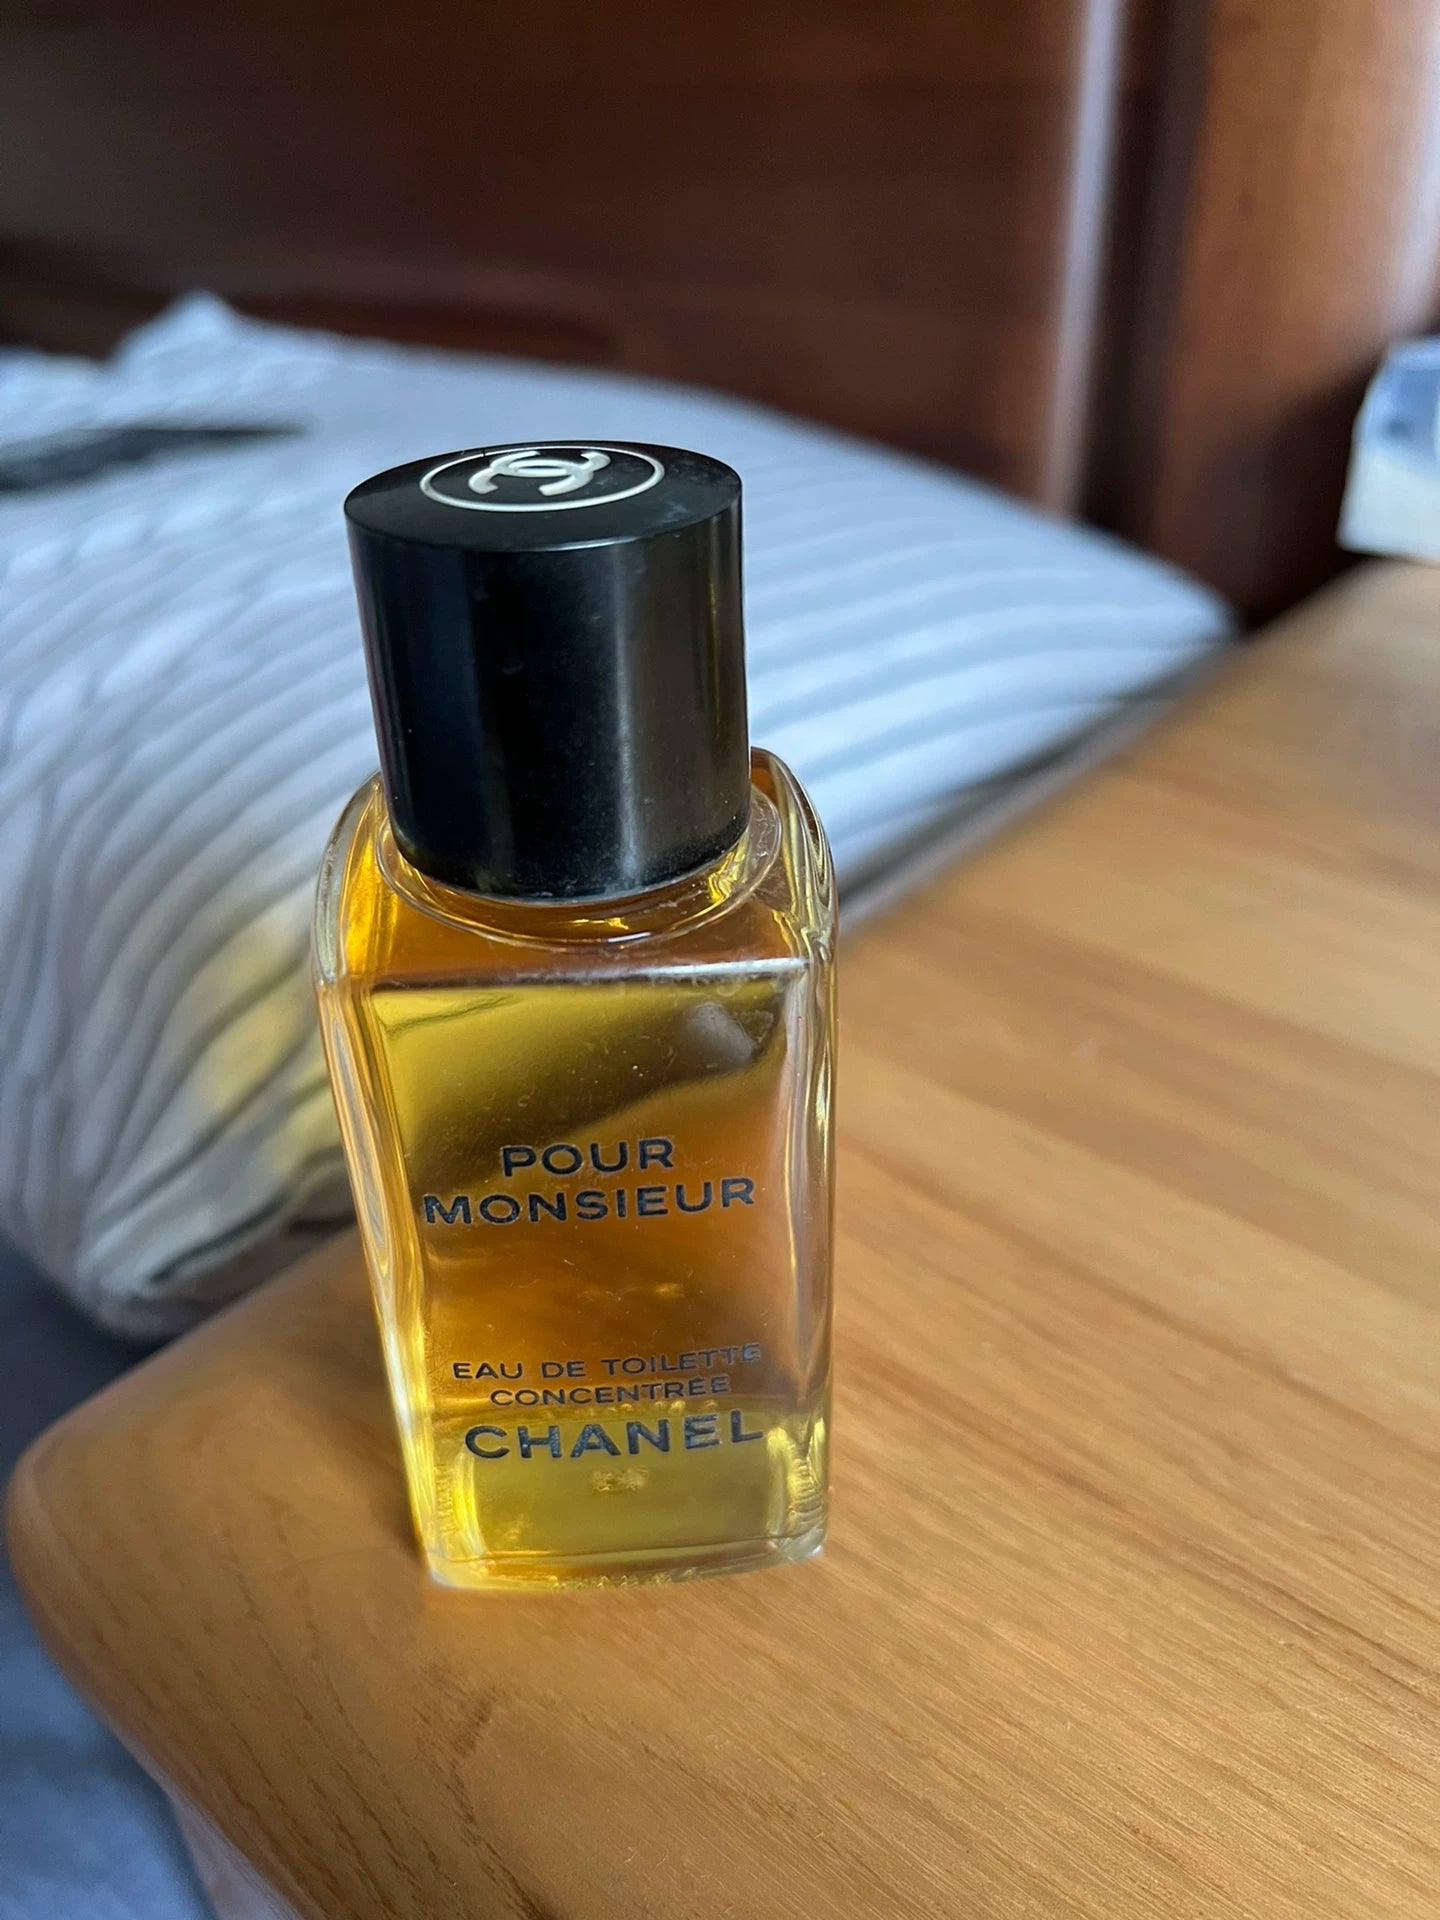 POUR
MONSIEUR
EAU DE TOILETTE
CONCENTRÉE
CHANEL